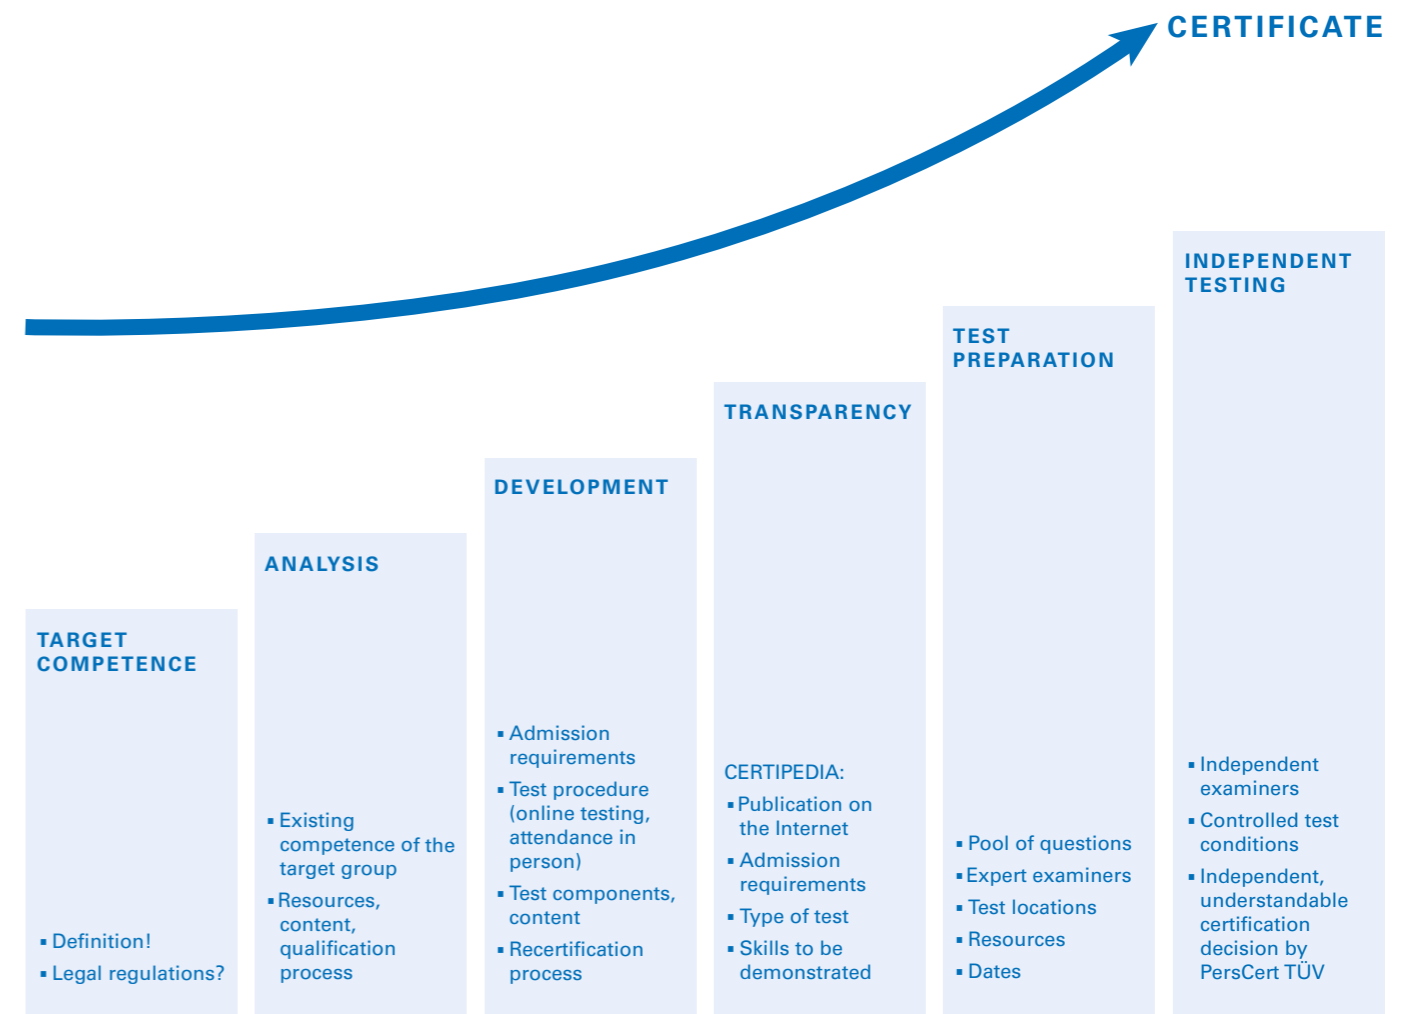 CERTIFICATE
TARGET
COMPETENCE
▪ Definition!
▪ Legal regulations?
ANALYSIS
▪ Existing
competence of the
target group
▪ Resources,
content,
qualification
process
DEVELOPMENT
▪ Admission
requirements
▪ Test procedure
(online testing,
attendance in
person)
▪ Test components,
content
▪ Recertification
process
TRANSPARENCY
CERTIPEDIA:
▪ Publication on
the Internet
▪ Admission
requirements
▪ Type of test
▪ Skills to be
demonstrated
TEST
PREPARATION
▪ Pool of questions
▪ Expert examiners
▪ Test locations
▪ Resources
▪ Dates
INDEPENDENT
TESTING
▪ Independent
examiners
▪ Controlled test
conditions
▪ Independent,
understandable
certification
decision by
PersCert TÜV